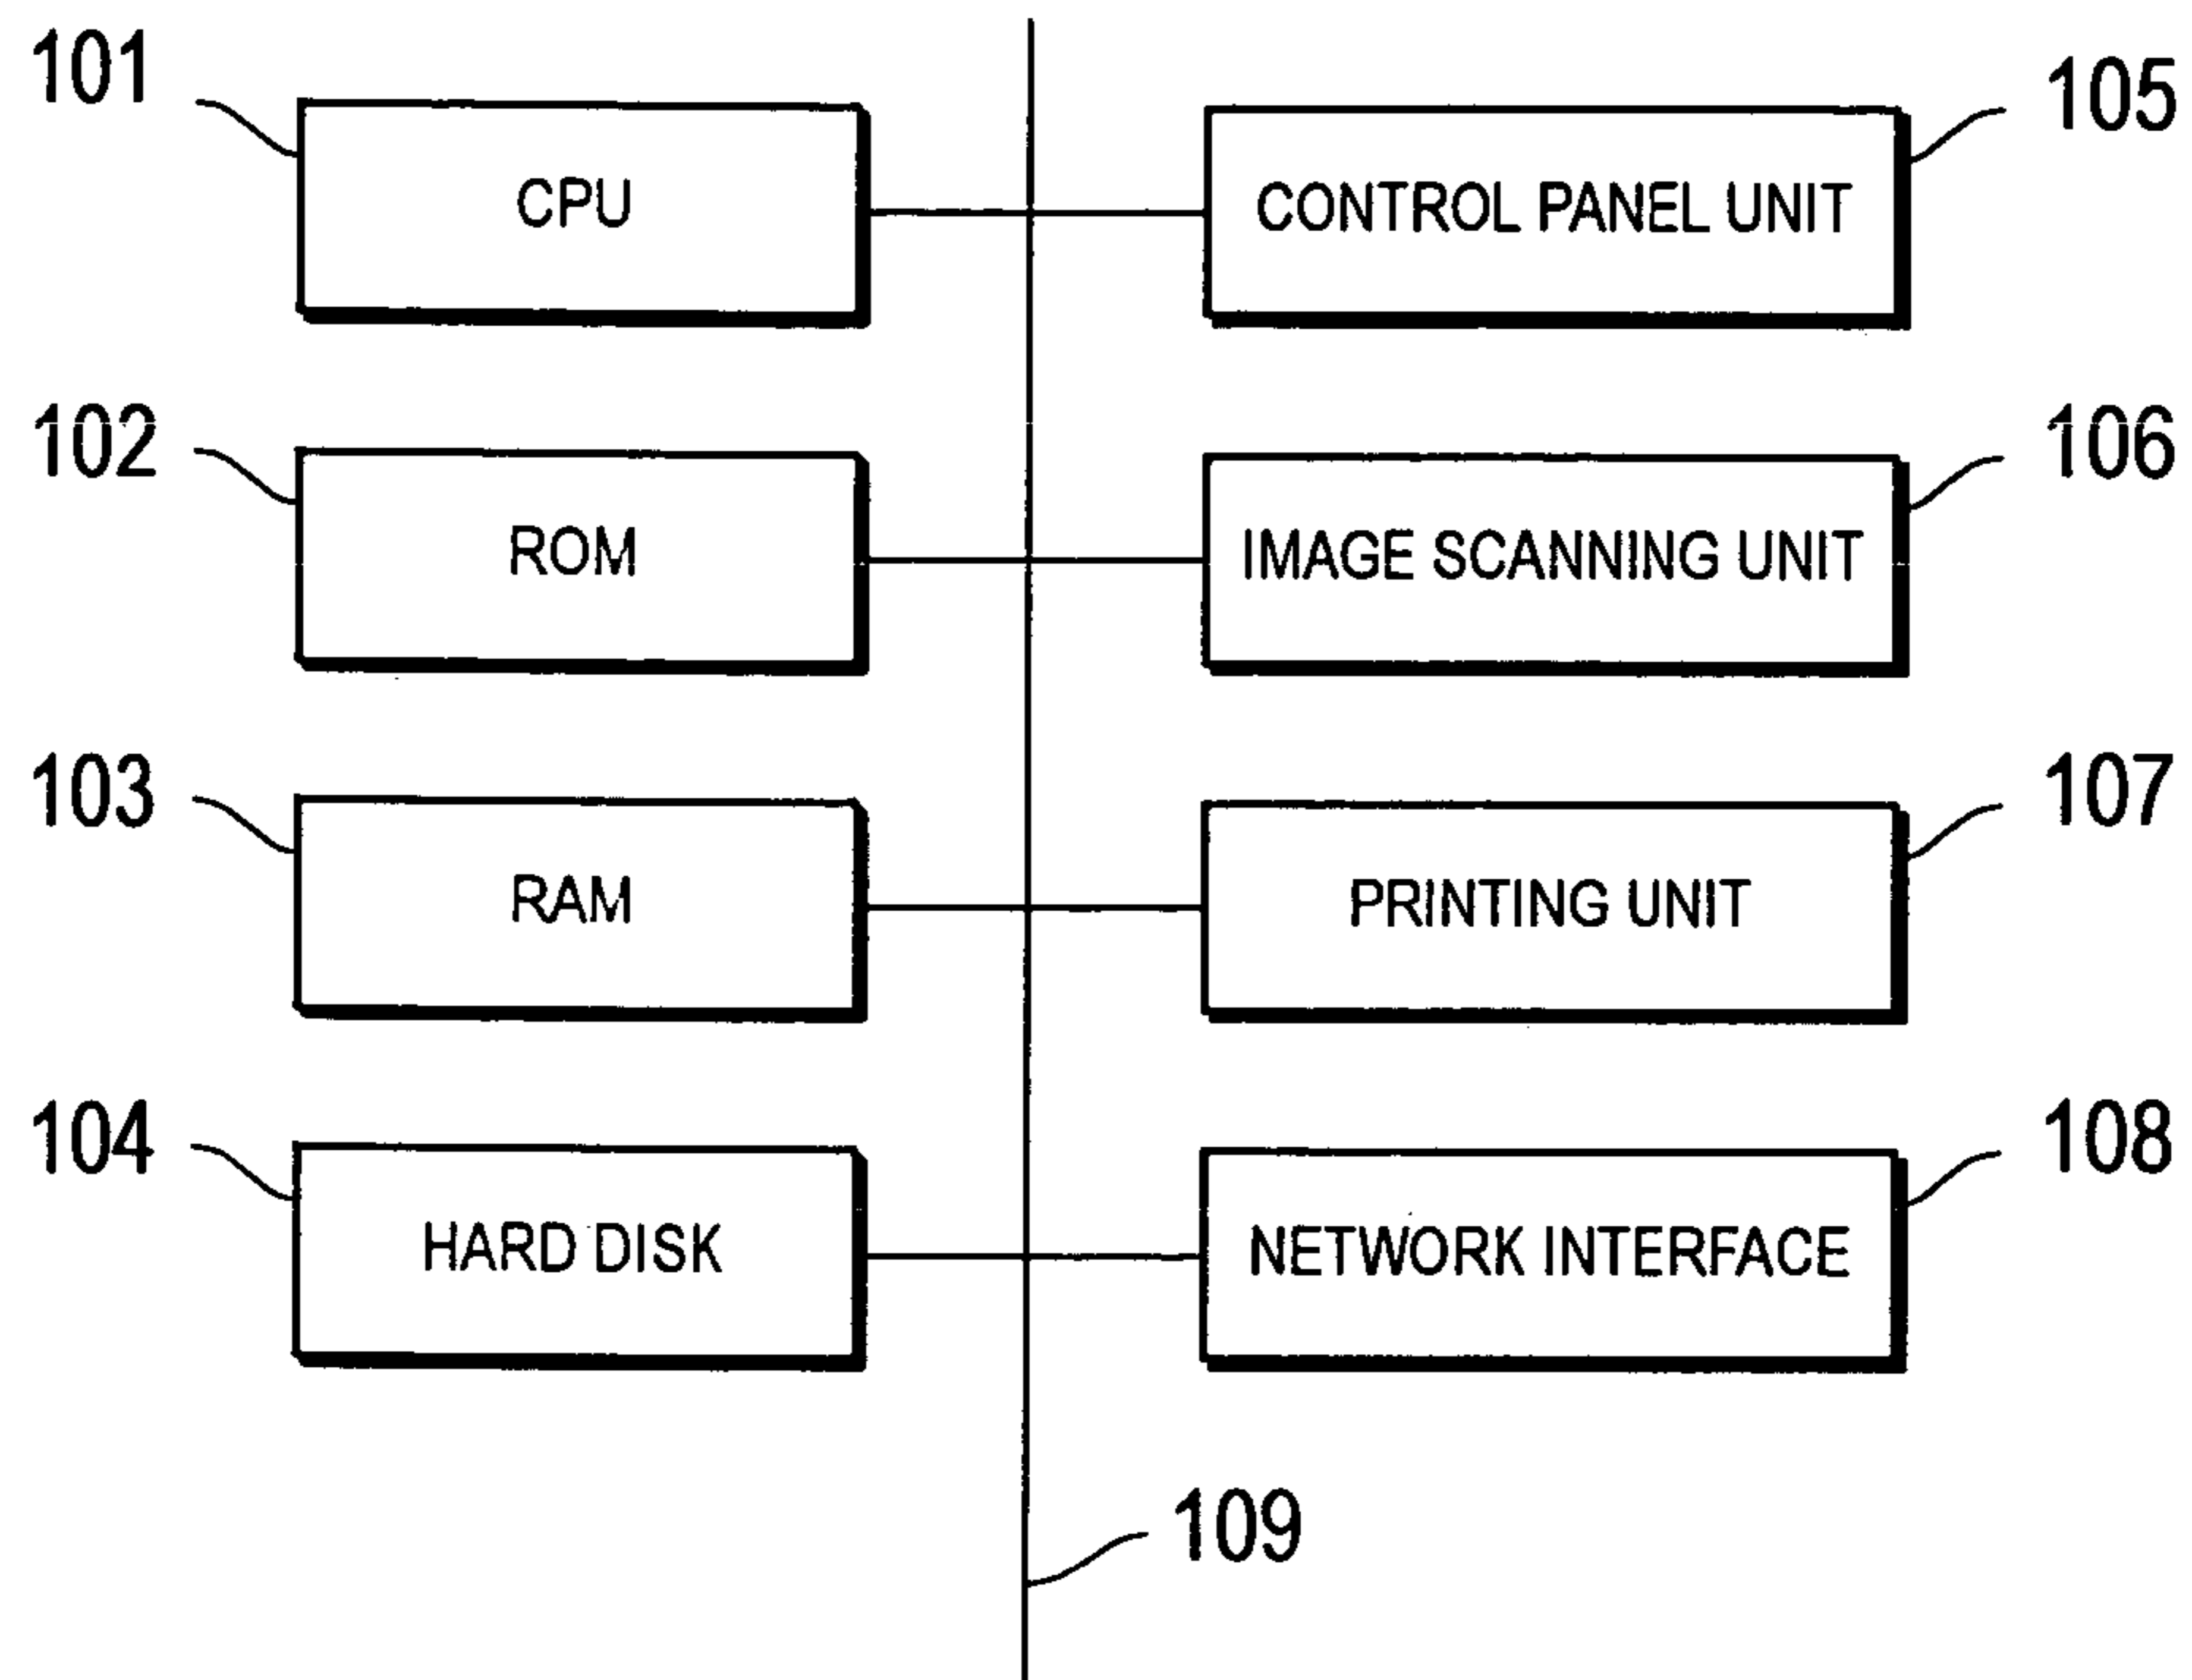 101
CPU
105
CONTROL PANEL UNIT
102
ROM
106
IMAGE SCANNING UNIT
103
RAM
107
PRINTING UNIT
104
HARD DISK
108
NETWORK INTERFACE
109